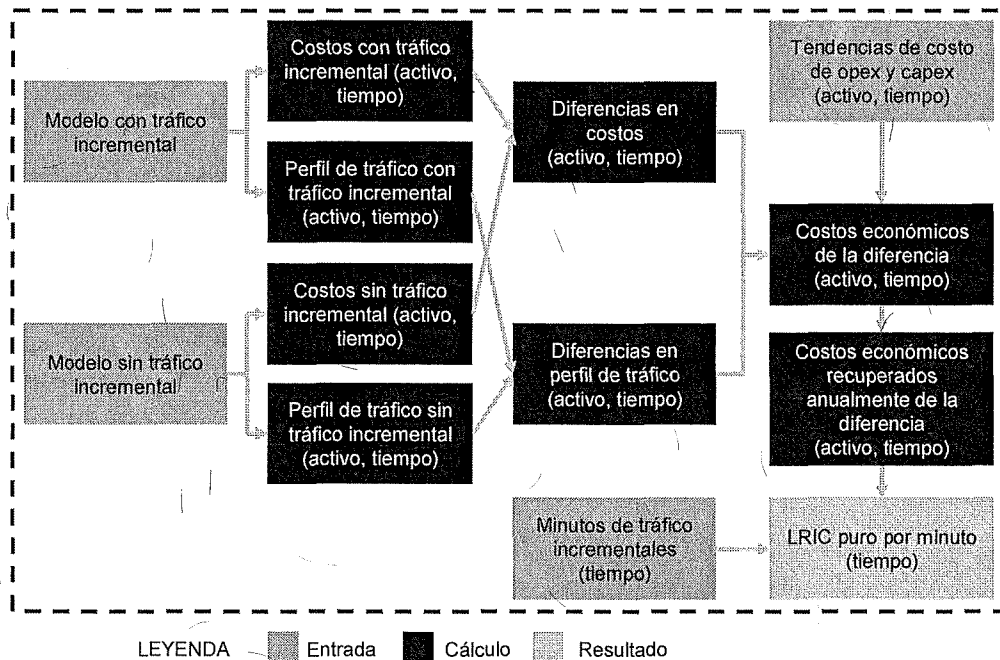 Modelo con tráfico
incremental
Modelo sin tráfico
incremental
Costos con tráfico
incremental (activo,
tiempo)
Perfil de tráfico con
tráfico incremental
(activo, tiempo)
Costos sin tráfico
incremental (activo,
tiempo)
Perfil de tráfico sin
tráfico incremental
(activo, tiempo)
Diferencias en
costos
(activo, tiempo)
Diferencias en
perfil de tráfico
(activo, tiempo)
Minutos de tráfico
incrementales
(tiempo)
Tendencias de costo
de opex y capex
(activo, tiempo)
Costos económicos
de la diferencia
(activo, tiempo)
Costos económicos
recuperados
anualmente de la
diferencia
(activo, tiempo)
LRIC puro por minuto
(tiempo)
LEYENDA
Entrada
Cálculo
Resultado